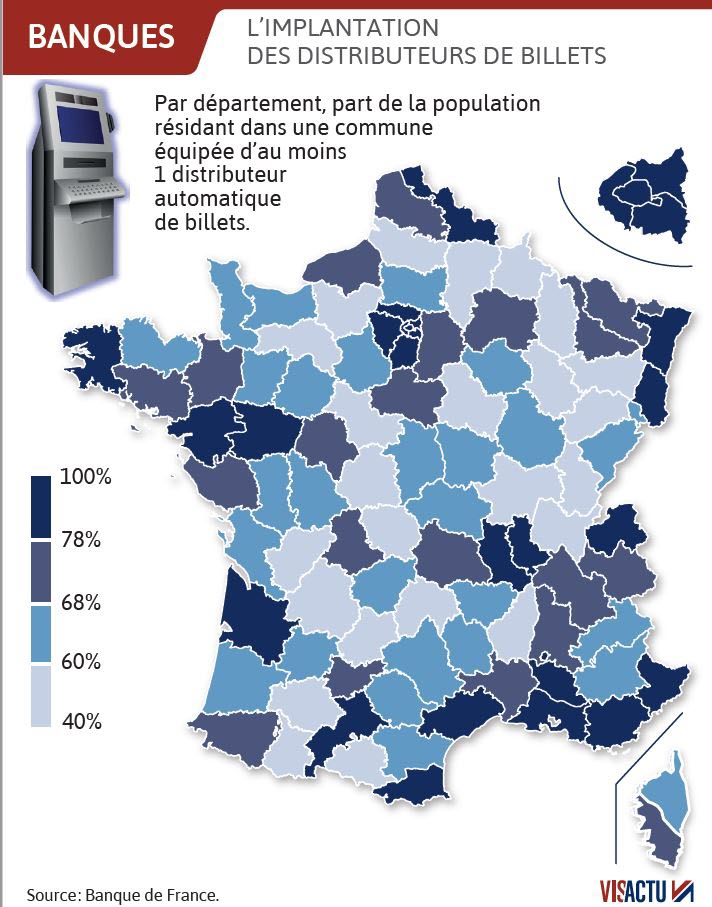 BANQUES
L’IMPLANTATION
DES DISTRIBUTEURS DE BILLETS
Par département, part de la population
résidant dans une commune
équipée d’au moins
1 distributeur
automatique
de billets.
100%
78%
68%
60%
40%
Source: Banque de France.
VISACTU